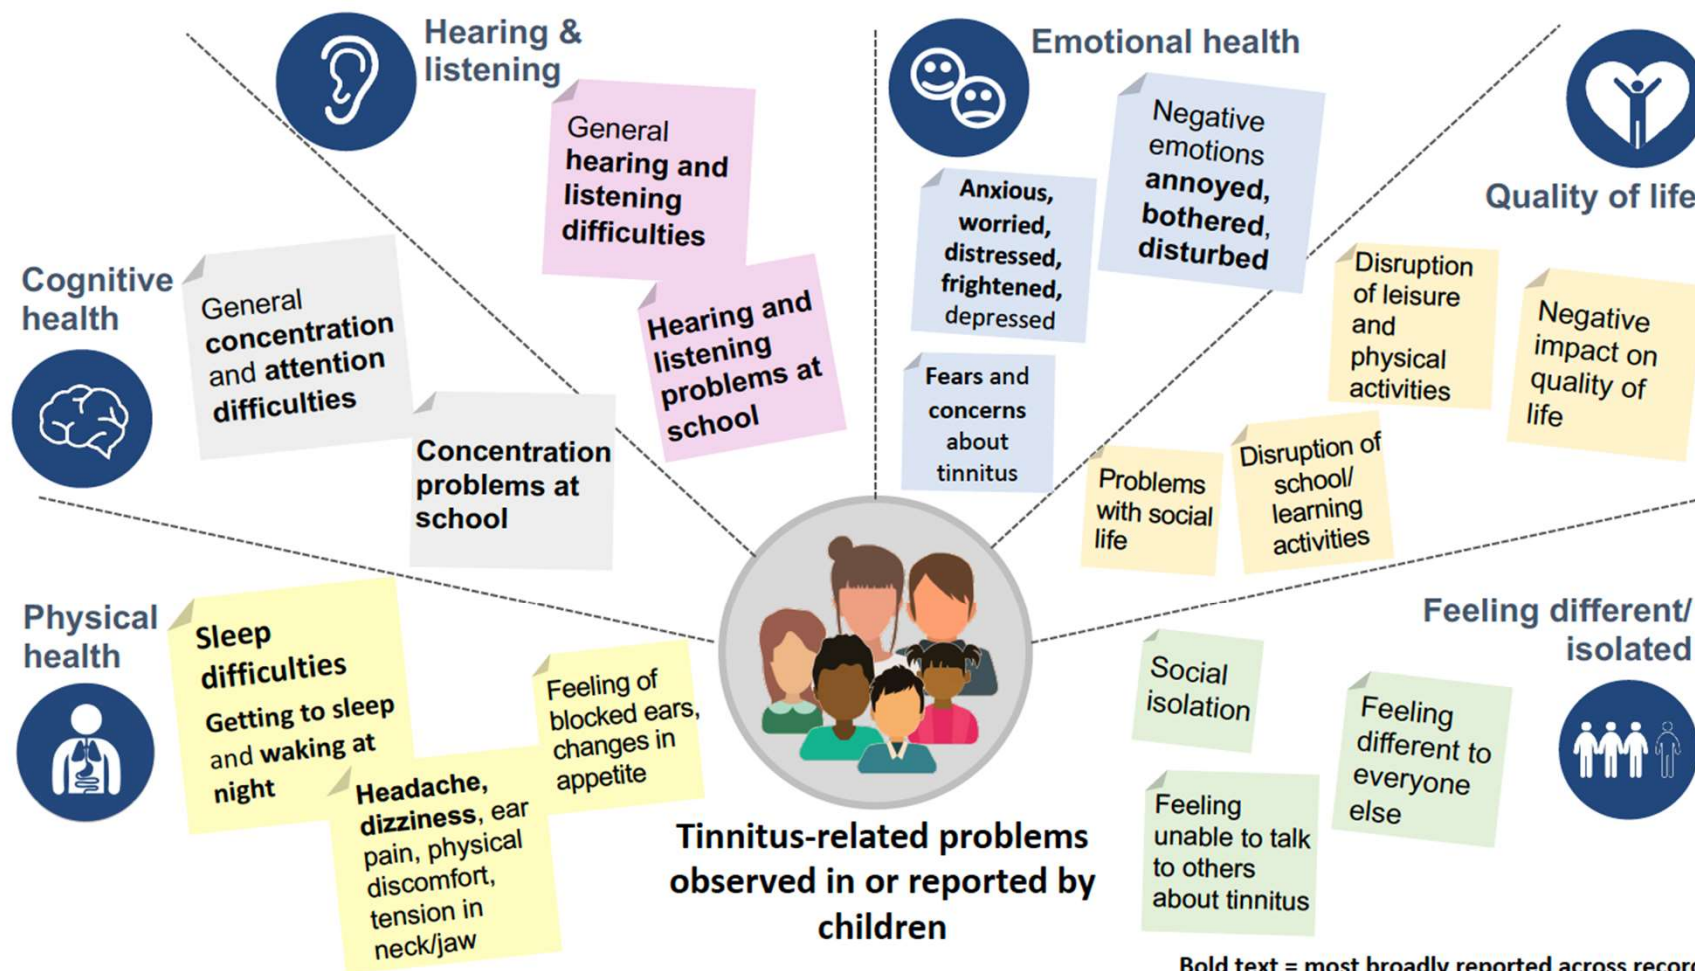 Hearing &
listening
General
hearing and
listening
difficulties
Hearing and
listening
problems at
school
Emotional health
Negative
emotions
annoyed,
bothered,
disturbed
Anxious,
worried,
distressed,
frightened,
depressed
Fears and
concerns
about
tinnitus
Quality of life
Disruption
of leisure
and
physical
activities
Negative
impact on
quality of
life
Problems
with social
life
Disruption of
school/
learning
activities
Cognitive
health
General
concentration
and attention
difficulties
Concentration
problems at
school
Physical
health
Sleep
difficulties
Getting to sleep
and waking at
night
Headache,
dizziness, ear
pain, physical
discomfort,
tension in
neck/jaw
Feeling of
blocked ears,
changes in
appetite
Feeling different/
isolated
Social
isolation
Feeling
different to
everyone
else
Feeling
unable to talk
to others
about tinnitus
Tinnitus-related problems
observed in or reported by
children
Bold text = most broadly reported across record